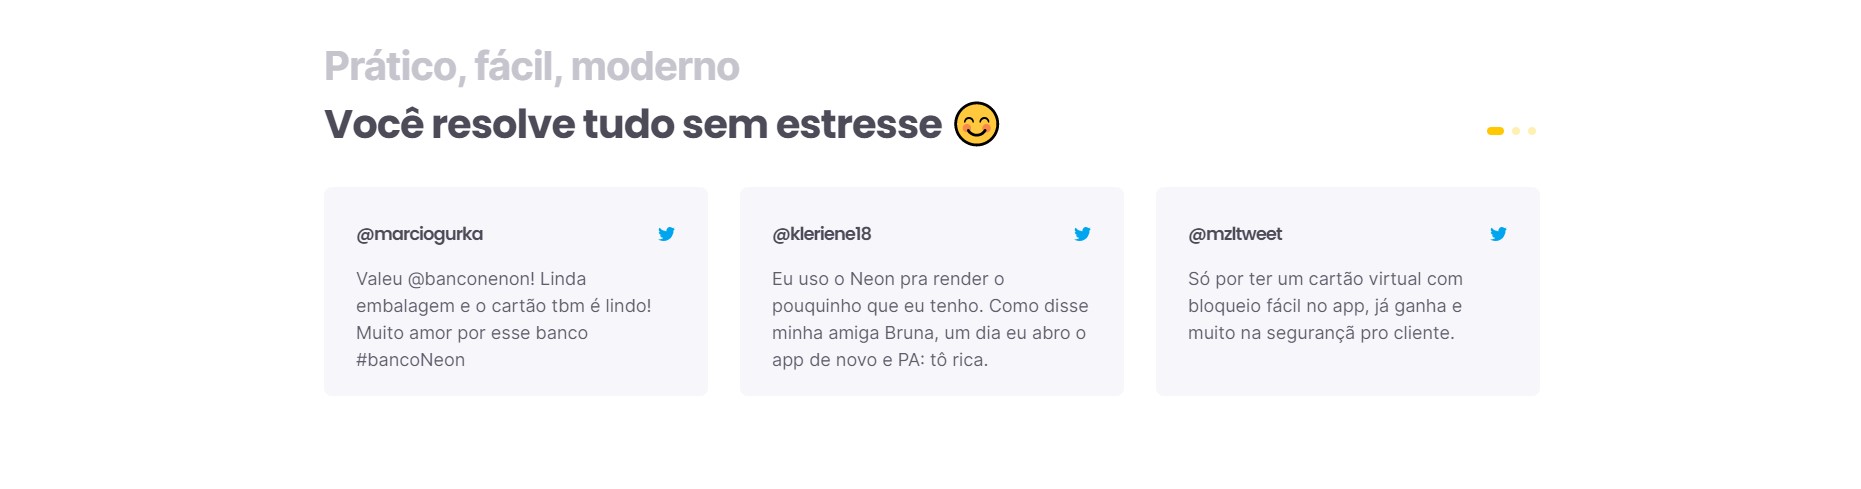 Prático, fácil, moderno
Você resolve tudo sem estresse 😊
@marciogurka
Valeu @banconenon! Linda
embalagem e o cartão tbm é lindo!
Muito amor por esse banco
#bancoNeon
@kleriene18
Eu uso o Neon pra render o
pouquinho que eu tenho. Como disse
minha amiga Bruna, um dia eu abro o
app de novo e PA: tô rica.
@mzltweet
Só por ter um cartão virtual com
bloqueio fácil no app, já ganha e
muito na segurançã pro cliente.